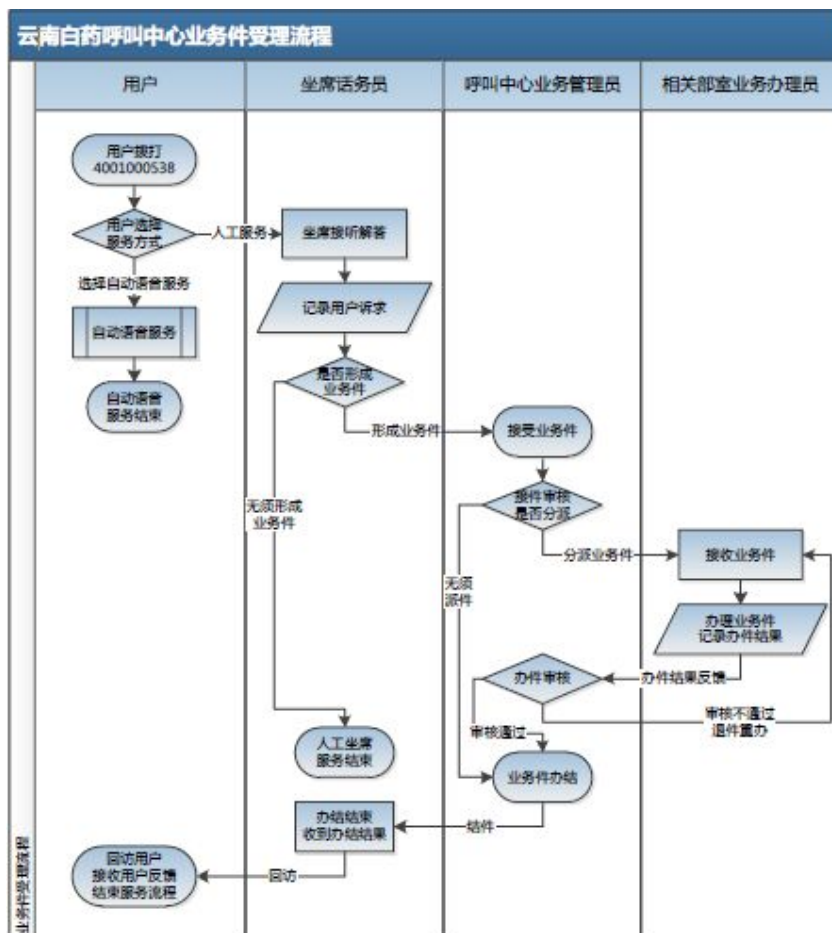 云南白药呼叫中心业务件受理流程
用户
坐席话务员
呼叫中心业务管理员
相关部室业务办理员
用户拨打
4001000538
用户选择
服务方式
人工服务
坐席接听解答
选择自动语音服务
记录用户诉求
自动语音服务
是否形成
业务件
自动语音
服务结束
形成业务件
接受业务件
无须形成
业务件
接件审核
是否分派
分派业务件
接收业务件
无须
派件
办理业务件
记录办件结果
办件审核
办件结果反馈
审核不通过
退件重办
审核通过
人工坐席
服务结束
业务件办结
办结结束
收到办结结果
结件
回访用户
接收用户反馈
结束服务流程
回访
业务件受理流程